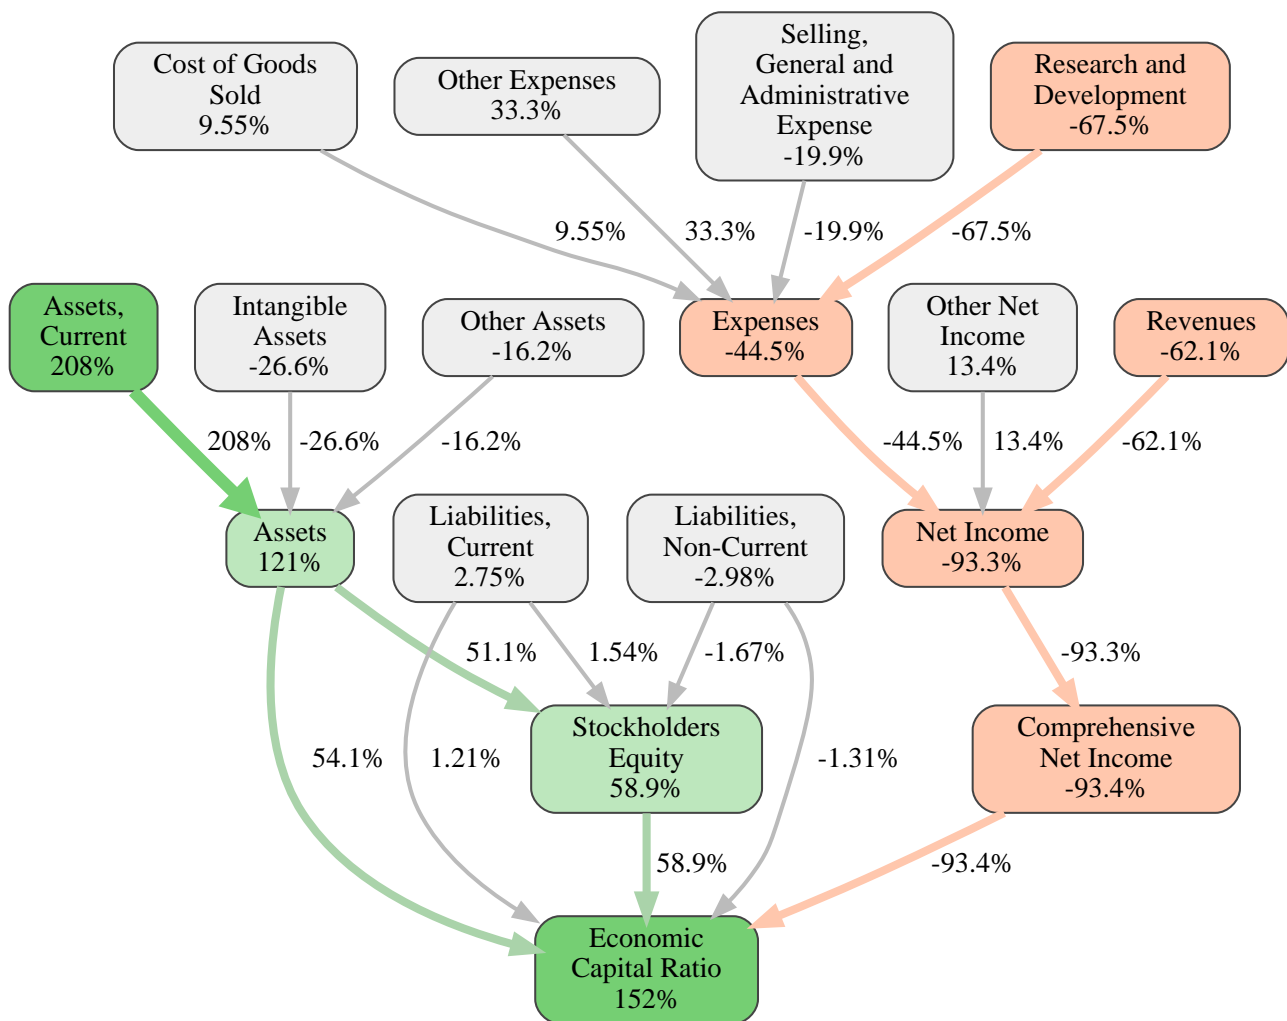 Cost of Goods
Sold
9.55%
Other Expenses
33.3%
Selling,
General and
Administrative
Expense
-19.9%
Research and
Development
-67.5%
9.55%
33.3%
-19.9%
-67.5%
Assets,
Current
208%
Intangible
Assets
-26.6%
Other Assets
-16.2%
Expenses
-44.5%
Other Net
Income
13.4%
Revenues
-62.1%
208%
-26.6%
-16.2%
-44.5%
13.4%
-62.1%
Assets
121%
Liabilities,
Current
2.75%
Liabilities,
Non-Current
-2.98%
Net Income
-93.3%
51.1%
1.54%
-1.67%
-93.3%
Stockholders
Equity
58.9%
Comprehensive
Net Income
-93.4%
54.1%
1.21%
-1.31%
58.9%
-93.4%
Economic
Capital Ratio
152%